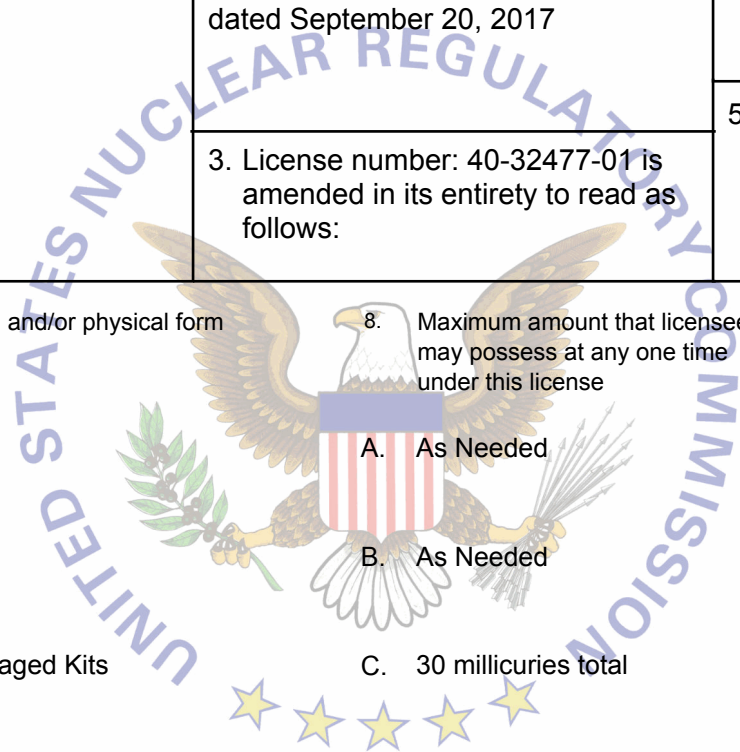 dated September 20, 2017
5
3. License number: 40-32477-01 is
amended in its entirety to read as
follows:
and/or physical form
8. Maximum amount that licensee
may possess at any one time
under this license
A. As Needed
B. As Needed
aged Kits
C. 30 millicuries total
UNITED STATES NUCLEAR REGULATORY COMMISSION